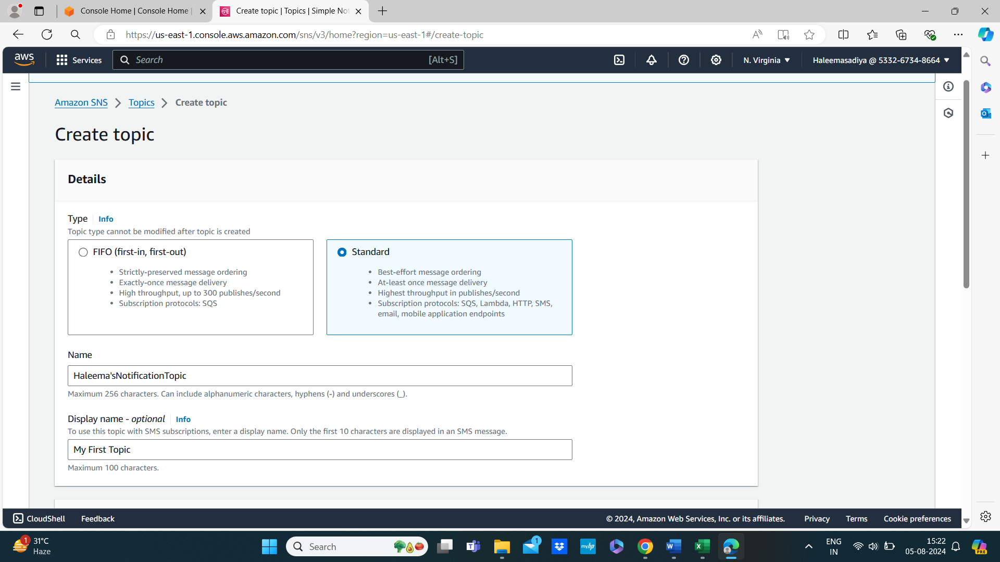 Console Home | Console Home |
Create topic | Topics | Simple Not
https://us-east-1.console.aws.amazon.com/sns/v3/home?region=us-east-1#/create-topic
aws
Services
Search
[Alt+S]
N. Virginia
Haleemasadiya @ 5332-6734-8664
Amazon SNS
Topics
Create topic
Create topic
Details
Type
Info
Topic type cannot be modified after topic is created
FIFO (first-in, first-out)
Strictly-preserved message ordering
Exactly-once message delivery
High throughput, up to 300 publishes/second
Subscription protocols: SQS
Standard
Best-effort message ordering
At-least once message delivery
Highest throughput in publishes/second
Subscription protocols: SQS, Lambda, HTTP, SMS,
email, mobile application endpoints
Name
Haleema'sNotificationTopic
Maximum 256 characters. Can include alphanumeric characters, hyphens (-) and underscores (_).
Display name - optional
Info
To use this topic with SMS subscriptions, enter a display name. Only the first 10 characters are displayed in an SMS message.
My First Topic
Maximum 100 characters.
CloudShell
Feedback
© 2024, Amazon Web Services, Inc. or its affiliates.
Privacy
Terms
Cookie preferences
1
31°C
Haze
Search
1
myhp
ENG
IN
15:22
05-08-2024
PRE